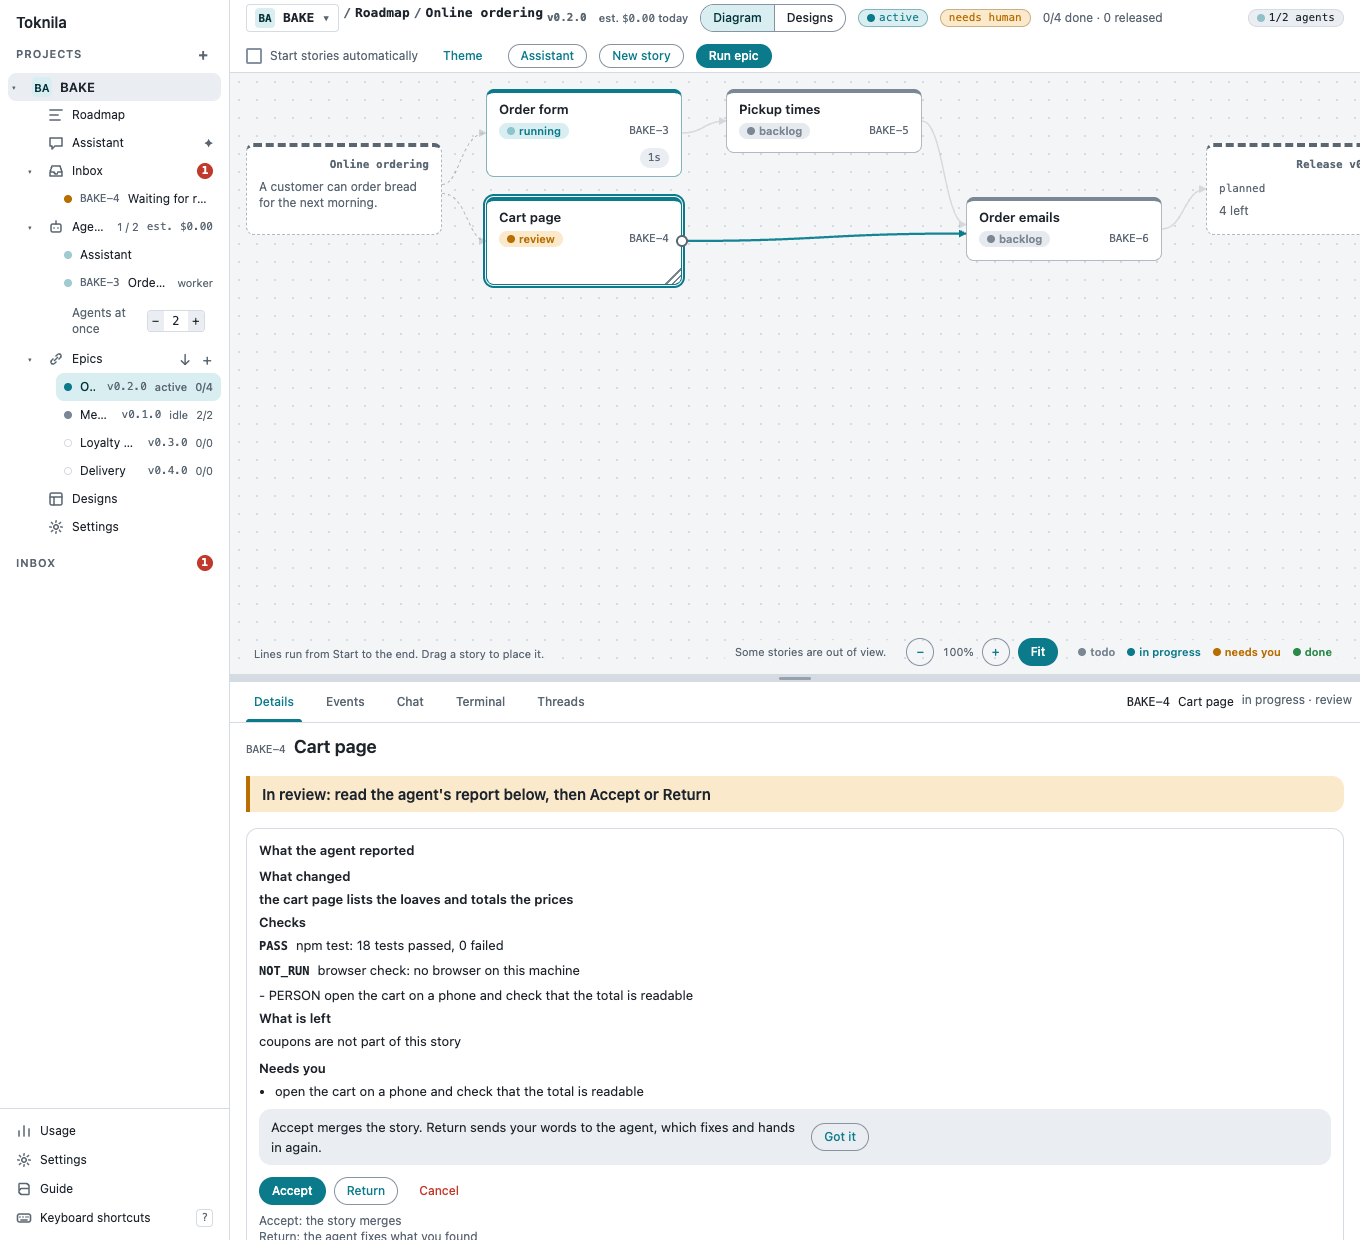 Toknila
PROJECTS +
BA BAKE
Roadmap
Assistant
Inbox 1
BAKE-4 Waiting for r...
Age... 1 / 2 est. $0.00
Assistant
BAKE-3 Orde... worker
Agents at once − 2 +
Epics ↓ +
O.. v0.2.0 active 0/4
Me... v0.1.0 idle 2/2
Loyalty ... v0.3.0 0/0
Delivery v0.4.0 0/0
Designs
Settings
INBOX 1
Usage
Settings
Guide
Keyboard shortcuts ?
BA BAKE / Roadmap / Online ordering v0.2.0 est. $0.00 today Diagram Designs active needs human 0/4 done · 0 released 1/2 agents
Start stories automatically Theme Assistant New story Run epic
Online ordering
A customer can order bread
for the next morning.
Order form
running BAKE-3
1s
Cart page
review BAKE-4
Pickup times
backlog BAKE-5
Order emails
backlog BAKE-6
Release v0
planned
4 left
Lines run from Start to the end. Drag a story to place it.
Some stories are out of view. − 100% + Fit todo in progress needs you done
Details Events Chat Terminal Threads BAKE-4 Cart page in progress · review
BAKE-4 Cart page
In review: read the agent's report below, then Accept or Return
What the agent reported
What changed
the cart page lists the loaves and totals the prices
Checks
PASS npm test: 18 tests passed, 0 failed
NOT_RUN browser check: no browser on this machine
- PERSON open the cart on a phone and check that the total is readable
What is left
coupons are not part of this story
Needs you
• open the cart on a phone and check that the total is readable
Accept merges the story. Return sends your words to the agent, which fixes and hands
in again.
Got it
Accept Return Cancel
Accept: the story merges
Return: the agent fixes what you found